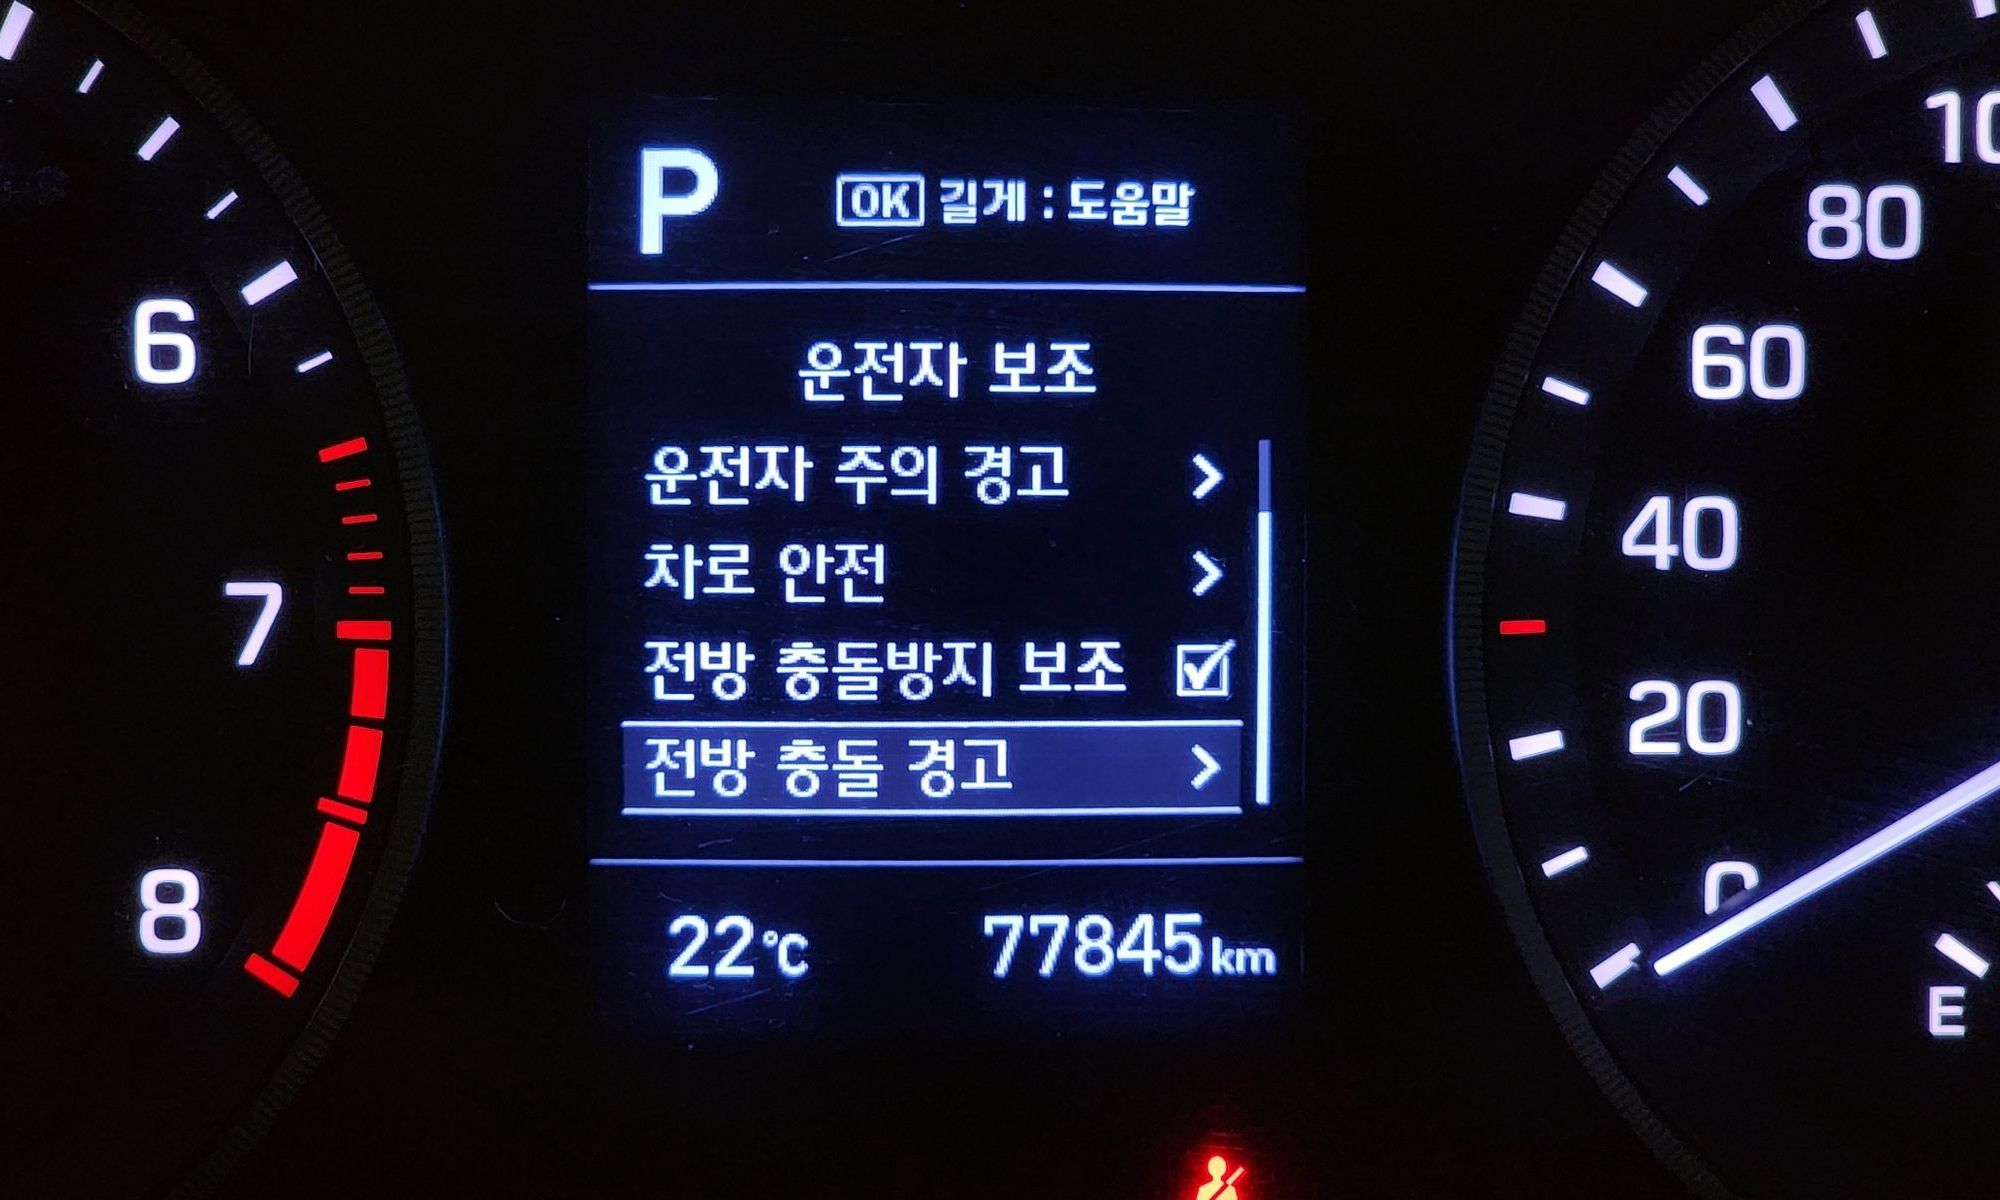 P
OK 길게 : 도움말
운전자 보조
운전자 주의 경고
차로 안전
전방 충돌방지 보조
전방 충돌 경고
22°C 77845km
6
7
8
80
60
40
20
0
E